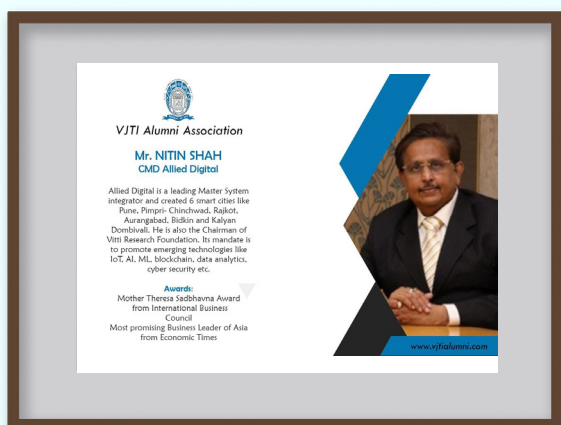 VJTI Alumni Association
Mr. NITIN SHAH
CMD Allied Digital
Allied Digital is a leading Master System
integrator and created 6 smart cities like
Pune, Pimpri- Chinchwad, Rajkot,
Aurangabad, Bidkin and Kalyan
Dombivali. He is also the Chairman of
Vitti Research Foundation. Its mandate is
to promote emerging technologies like
IoT, AI, ML, blockchain, data analytics,
cyber security etc.
Awards:
Mother Theresa Sadbhavna Award
from International Business
Council
Most promising Business Leader of Asia
from Economic Times
www.vjtialumni.com